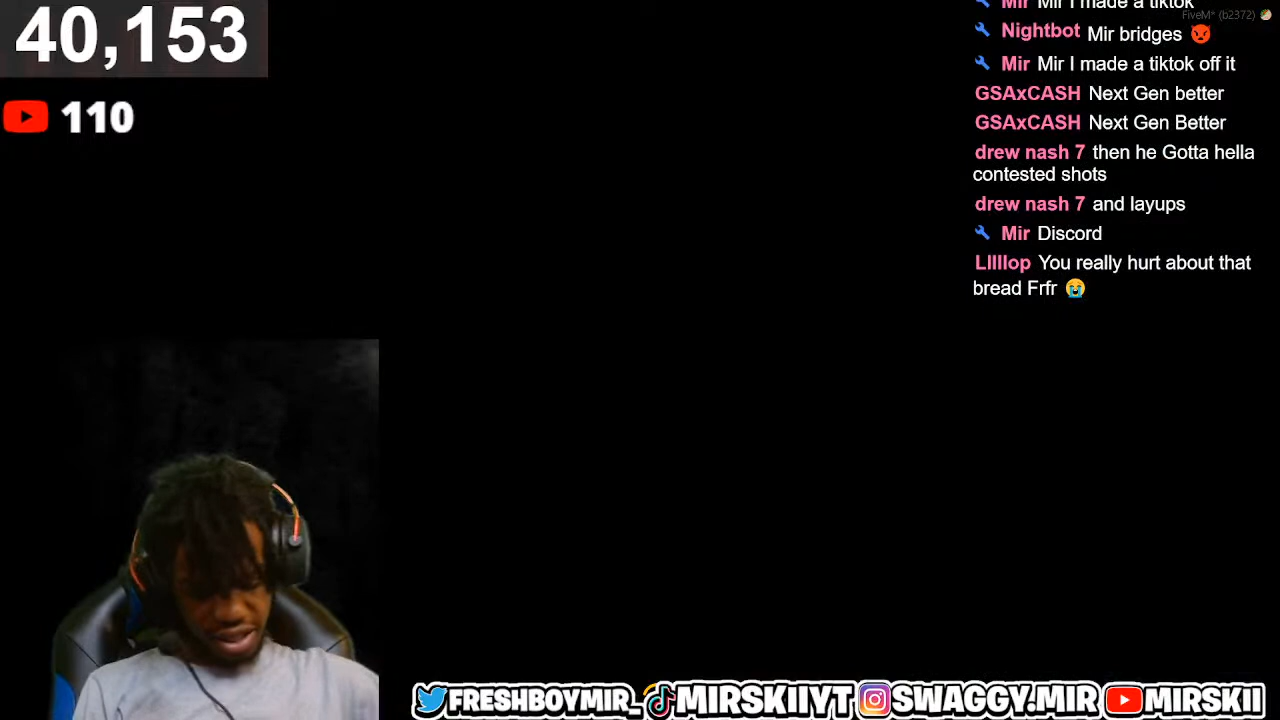 40,153
110
Mir Mir I made a tiktok
FiveM* (b2372)
Nightbot Mir bridges 😡
Mir Mir I made a tiktok off it
GSAxCASH Next Gen better
GSAxCASH Next Gen Better
drew nash 7 then he Gotta hella
contested shots
drew nash 7 and layups
Mir Discord
Lllllop You really hurt about that
bread Frfr 😭
FRESHBOYMIR_ MIRSKIIYT SWAGGY.MIR MIRSKII